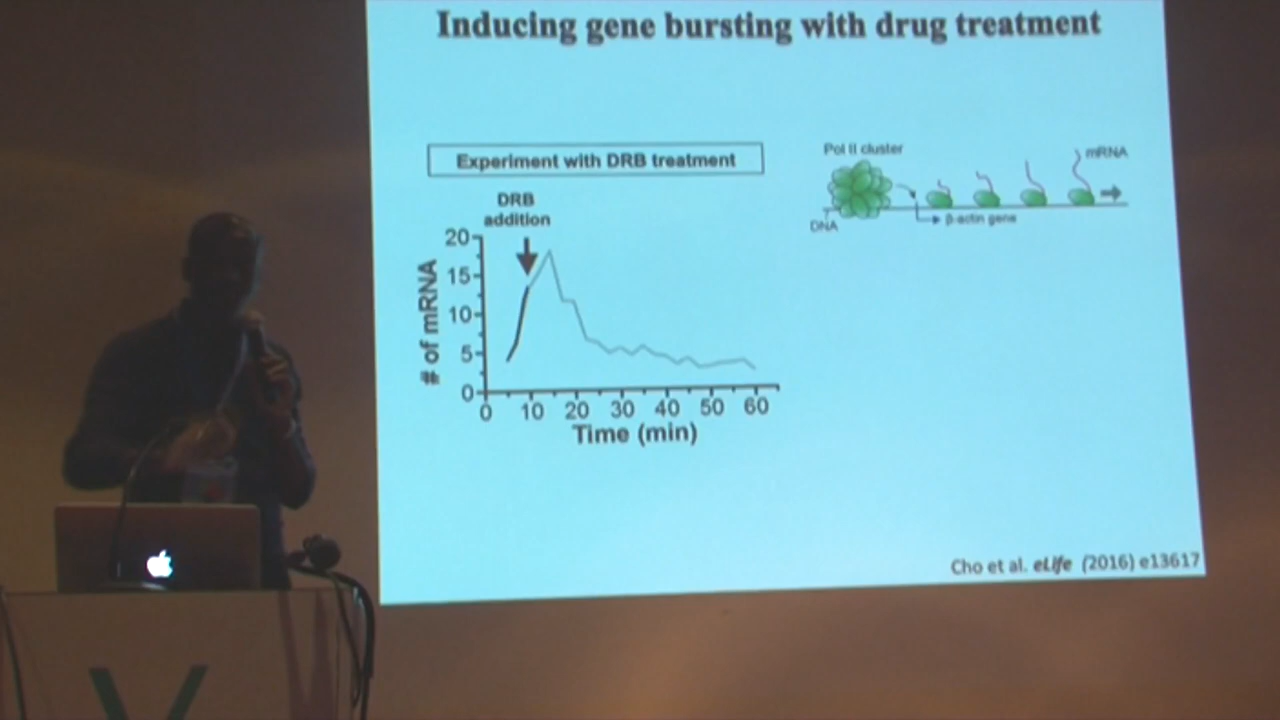 Inducing gene bursting with drug treatment
Experiment with DRB treatment
DRB
addition
20
15
10
5
0
# of mRNA
0 10 20 30 40 50 60
Time (min)
Pol II cluster
mRNA
DNA
β-actin gene
Cho et al. eLife (2016) e13617
V